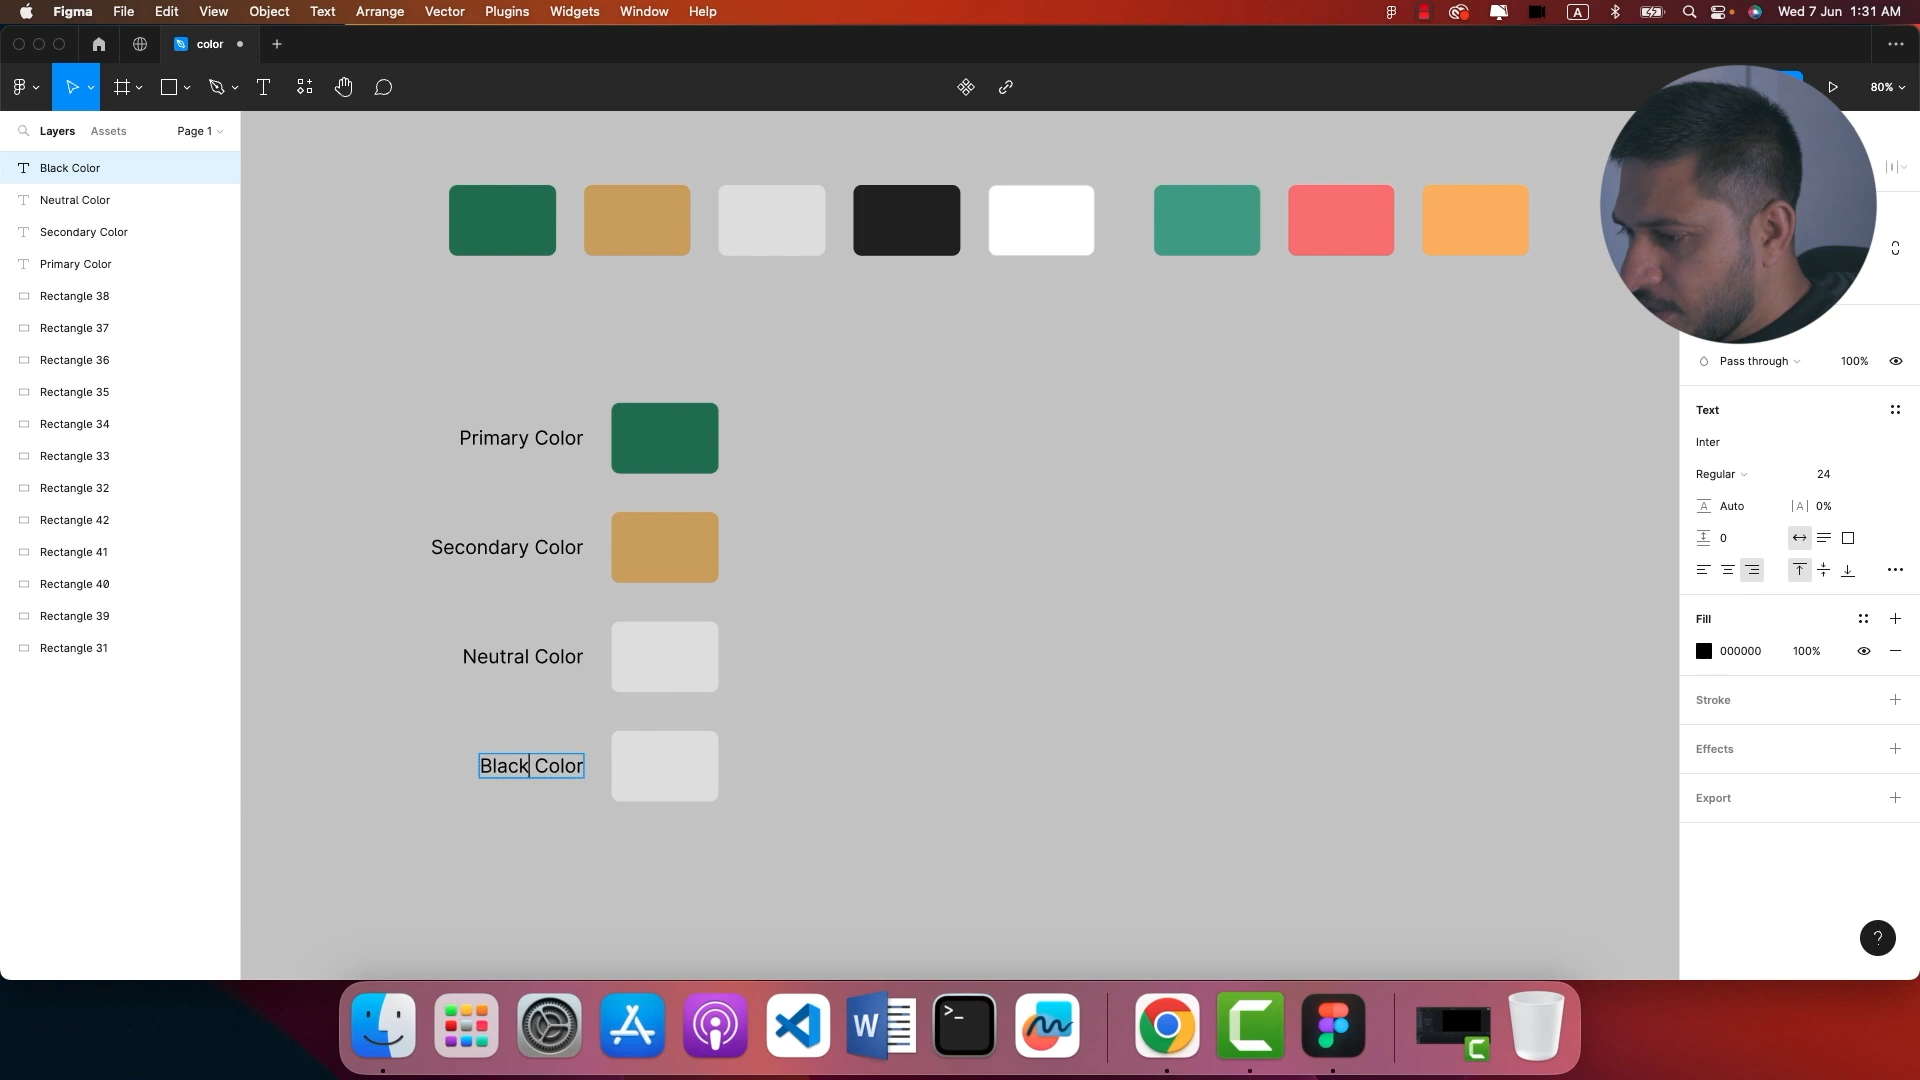 Figma File Edit View Object Text Arrange Vector Plugins Widgets Window Help A Wed 7 Jun 1:31 AM
color
80%
Layers Assets Page 1
Black Color
Neutral Color
Secondary Color
Primary Color
Rectangle 38
Rectangle 37
Rectangle 36
Rectangle 35
Rectangle 34
Rectangle 33
Rectangle 32
Rectangle 42
Rectangle 41
Rectangle 40
Rectangle 39
Rectangle 31
Primary Color
Secondary Color
Neutral Color
Black Color
Pass through 100%
Text
Inter
Regular 24
A Auto |A| 0%
0
Fill
000000 100%
Stroke
Effects
Export
?
W
>_